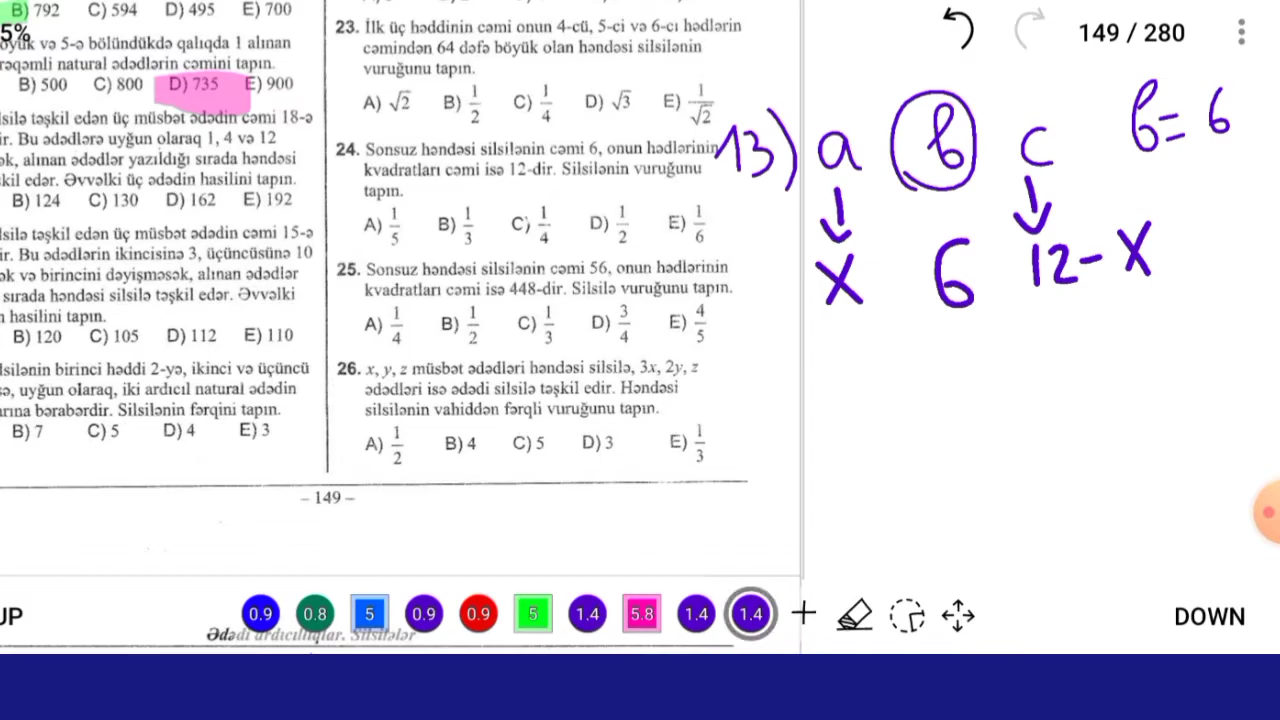 B) 792 C) 594 D) 495 E) 700
5%
və 5-ə bölündükdə qalıqda 1 alınan
natural ədədlərin cəmini tapın.
B) 500 C) 800 D) 735 E) 900
təşkil edən üç müsbət ədədin cəmi 18-ə
Bu ədədlərə uyğun olaraq 1, 4 və 12
alınan ədədlər yazıldığı sırada həndəsi
edər. Əvvəlki üç ədədin hasilini tapın.
B) 124 C) 130 D) 162 E) 192
təşkil edən üç müsbət ədədin cəmi 15-ə
Bu ədədlərin ikincisinə 3, üçüncüsünə 10
və birincini dəyişməsək, alınan ədədlər
sırada həndəsi silsilə təşkil edər. Əvvəlki
hasilini tapın.
B) 120 C) 105 D) 112 E) 110
birinci həddi 2-yə, ikinci və üçüncü
uyğun olaraq, iki ardıcıl natural ədədin
bərabərdir. Silsilənin fərqini tapın.
B) 7 C) 5 D) 4 E) 3
23. İlk üç həddinin cəmi onun 4-cü, 5-ci və 6-cı hədlərin
cəmindən 64 dəfə böyük olan həndəsi silsilənin
vuruğunu tapın.
A) √2 B) 1/2 C) 1/4 D) √3 E) 1/√2
24. Sonsuz həndəsi silsilənin cəmi 6, onun hədlərinin
kvadratları cəmi isə 12-dir. Silsilənin vuruğunu
tapın.
A) 1/5 B) 1/3 C) 1/4 D) 1/2 E) 1/6
25. Sonsuz həndəsi silsilənin cəmi 56, onun hədlərinin
kvadratları cəmi isə 448-dir. Silsilə vuruğunu tapın.
A) 1/4 B) 1/2 C) 1/3 D) 3/4 E) 4/5
26. x, y, z müsbət ədədləri həndəsi silsilə, 3x, 2y, z
ədədləri isə ədədi silsilə təşkil edir. Həndəsi
silsilənin vahiddən fərqli vuruğunu tapın.
A) 1/2 B) 4 C) 5 D) 3 E) 1/3
– 149 –
149 / 280
13) a b c b = 6
x 6 12 - x
UP 0.9 0.8 5 0.9 0.9 5 1.4 5.8 1.4 1.4 + DOWN
Ədədi ardıcıllıqlar. Silsilələr